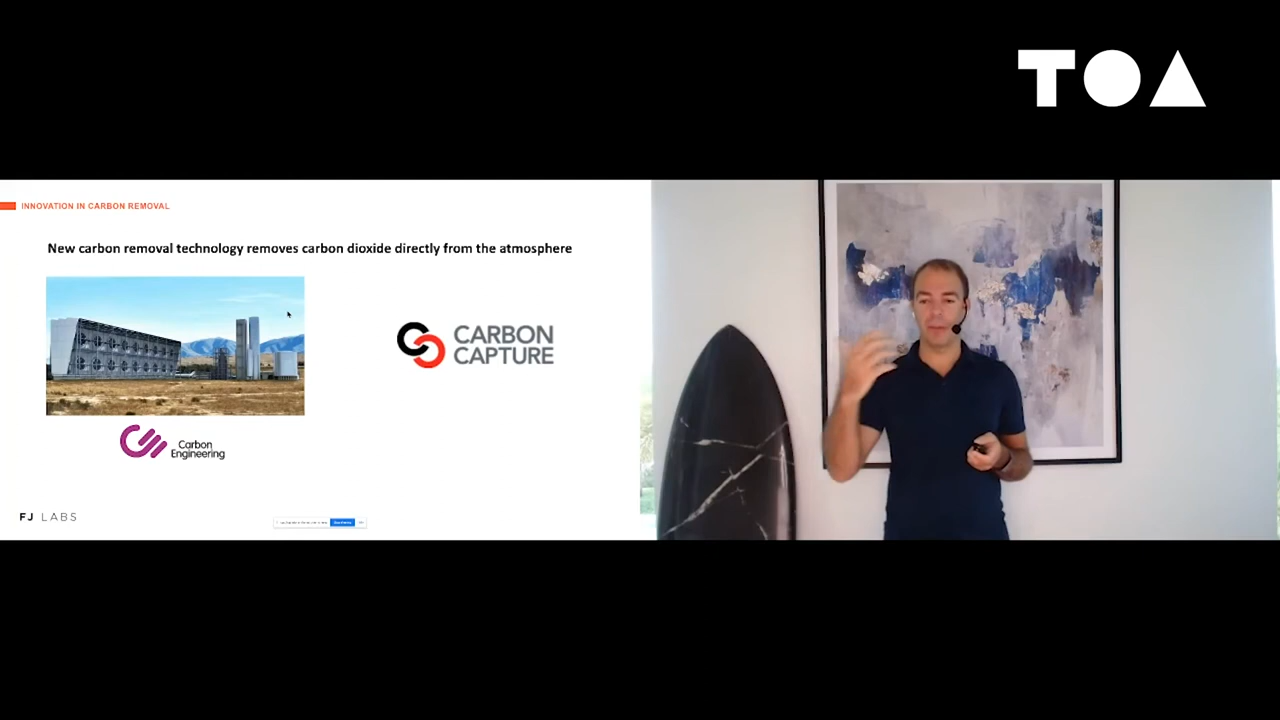 TOA
INNOVATION IN CARBON REMOVAL
New carbon removal technology removes carbon dioxide directly from the atmosphere
CARBON
CAPTURE
Carbon
Engineering
FJ LABS